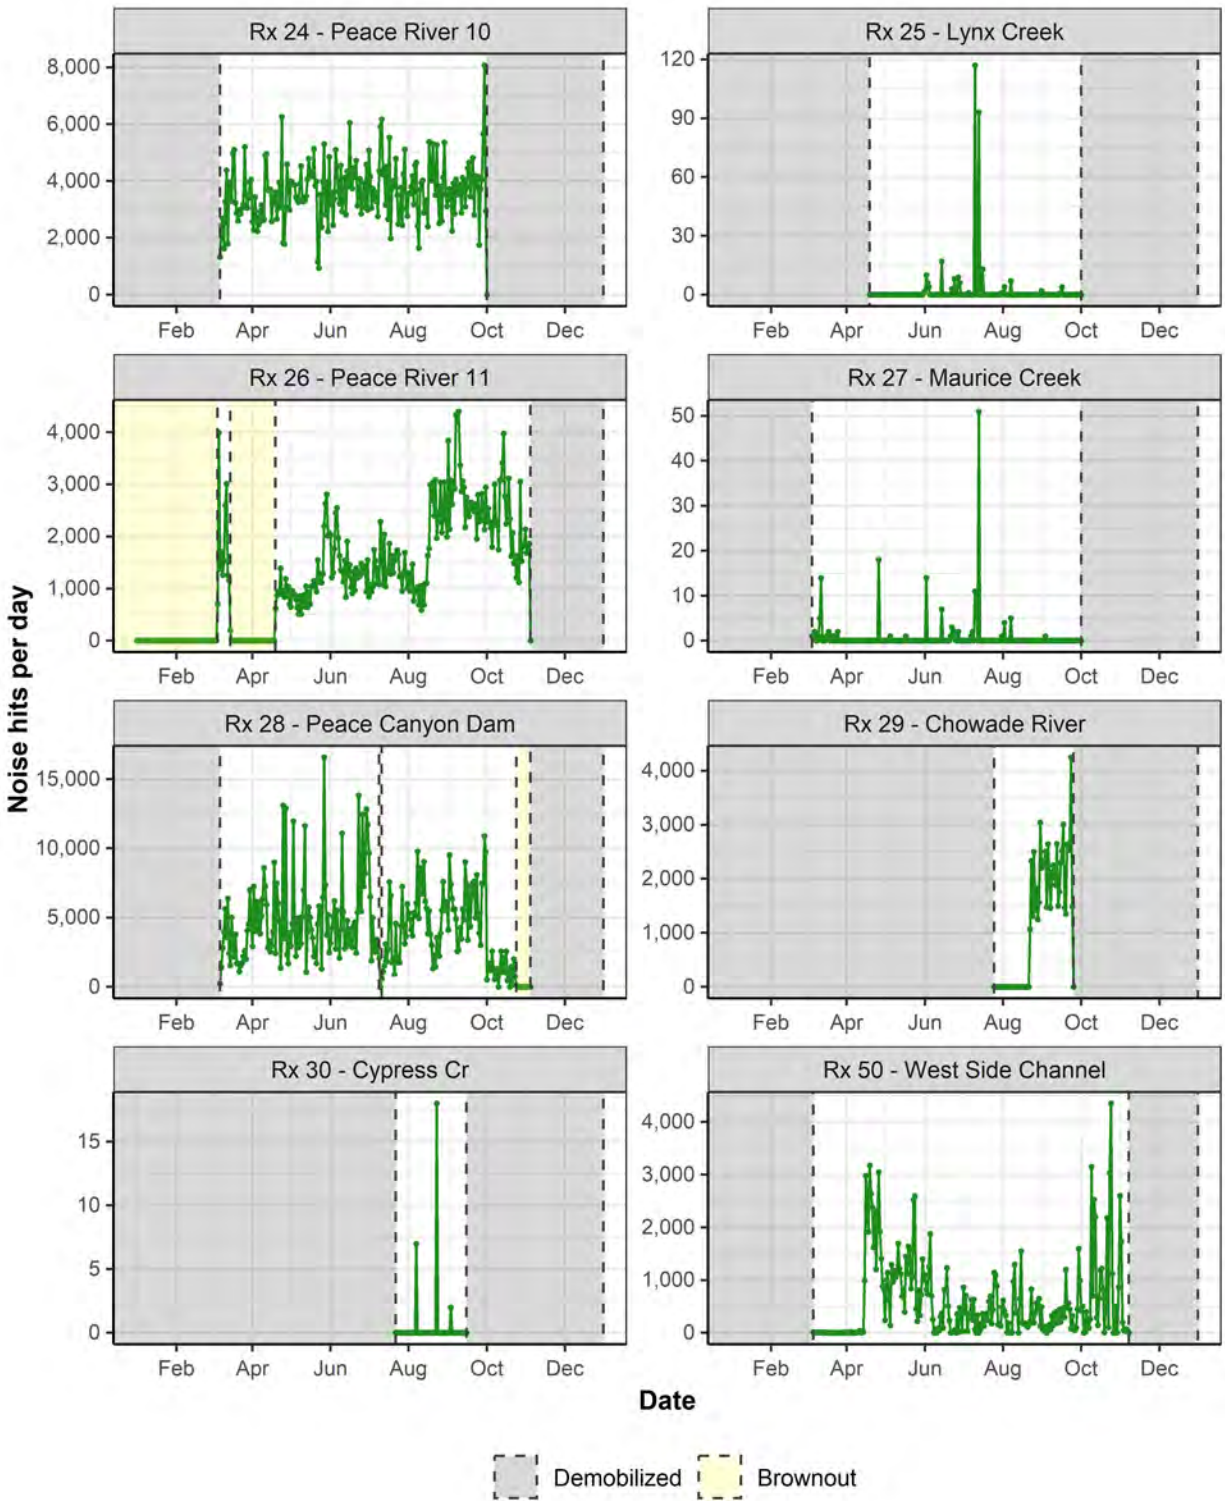 Rx 24 - Peace River 10
8,000
6,000
4,000
2,000
0
Feb Apr Jun Aug Oct Dec
Rx 25 - Lynx Creek
120
90
60
30
0
Feb Apr Jun Aug Oct Dec
Rx 26 - Peace River 11
4,000
3,000
2,000
1,000
0
Feb Apr Jun Aug Oct Dec
Rx 27 - Maurice Creek
50
40
30
20
10
0
Feb Apr Jun Aug Oct Dec
Noise hits per day
Rx 28 - Peace Canyon Dam
15,000
10,000
5,000
0
Feb Apr Jun Aug Oct Dec
Rx 29 - Chowade River
4,000
3,000
2,000
1,000
0
Feb Apr Jun Aug Oct Dec
Rx 30 - Cypress Cr
15
10
5
0
Feb Apr Jun Aug Oct Dec
Rx 50 - West Side Channel
4,000
3,000
2,000
1,000
0
Feb Apr Jun Aug Oct Dec
Date
Demobilized Brownout